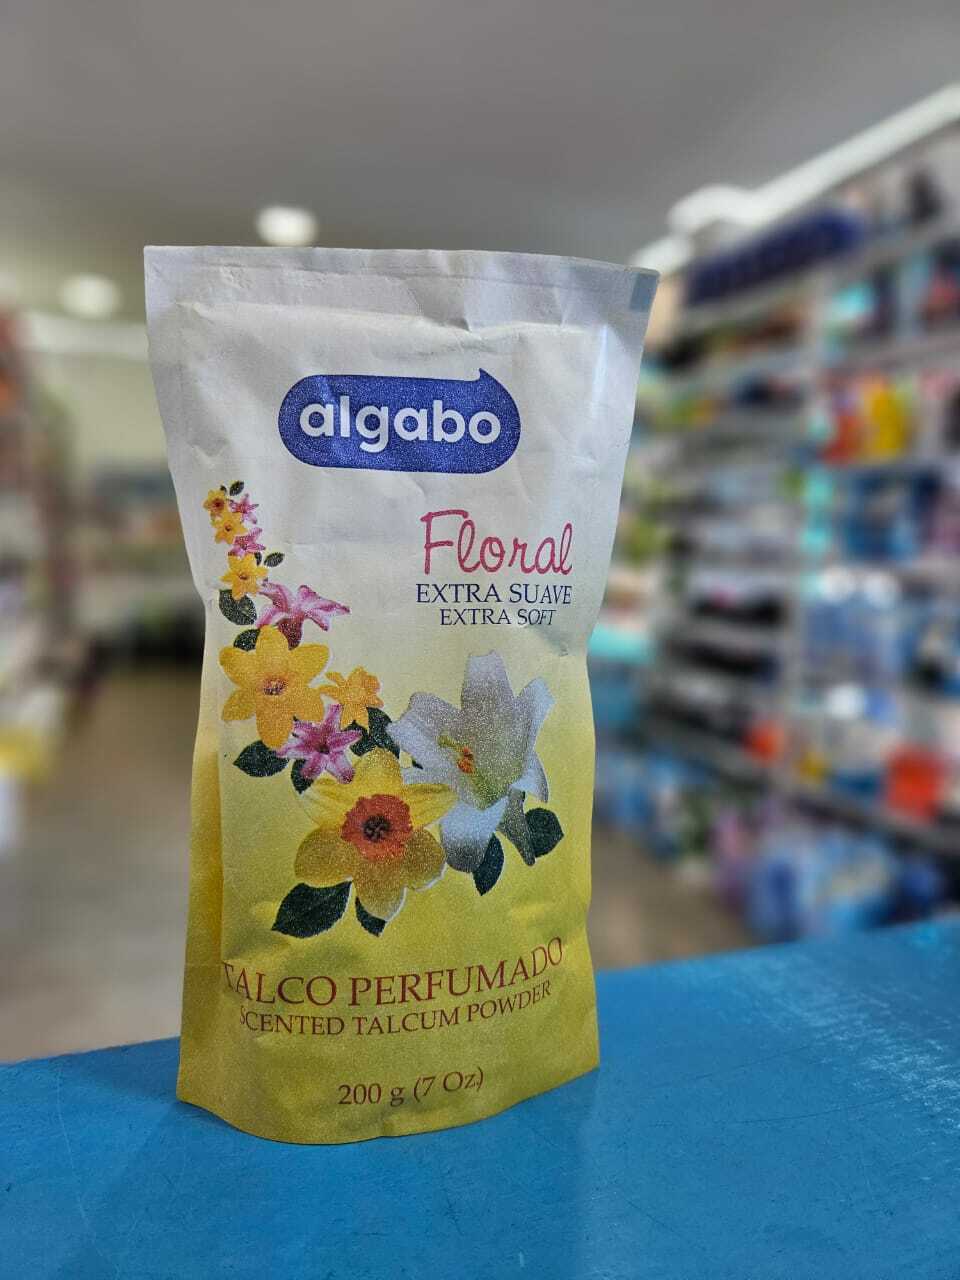 algabo
Floral
EXTRA SUAVE
EXTRA SOFT
TALCO PERFUMADO
SCENTED TALCUM POWDER
200 g (7 Oz.)